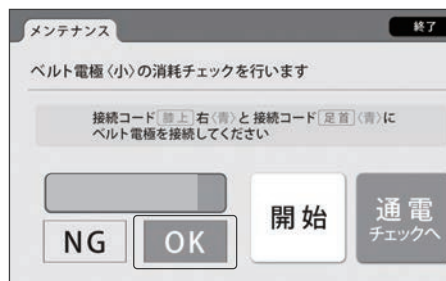 メンテナンス
終了
ベルト電極〈小〉の消耗チェックを行います
接続コード 膝上 右〈青〉と 接続コード 足首〈青〉に
ベルト電極を接続してください
NG
OK
開始
通電
チェックへ